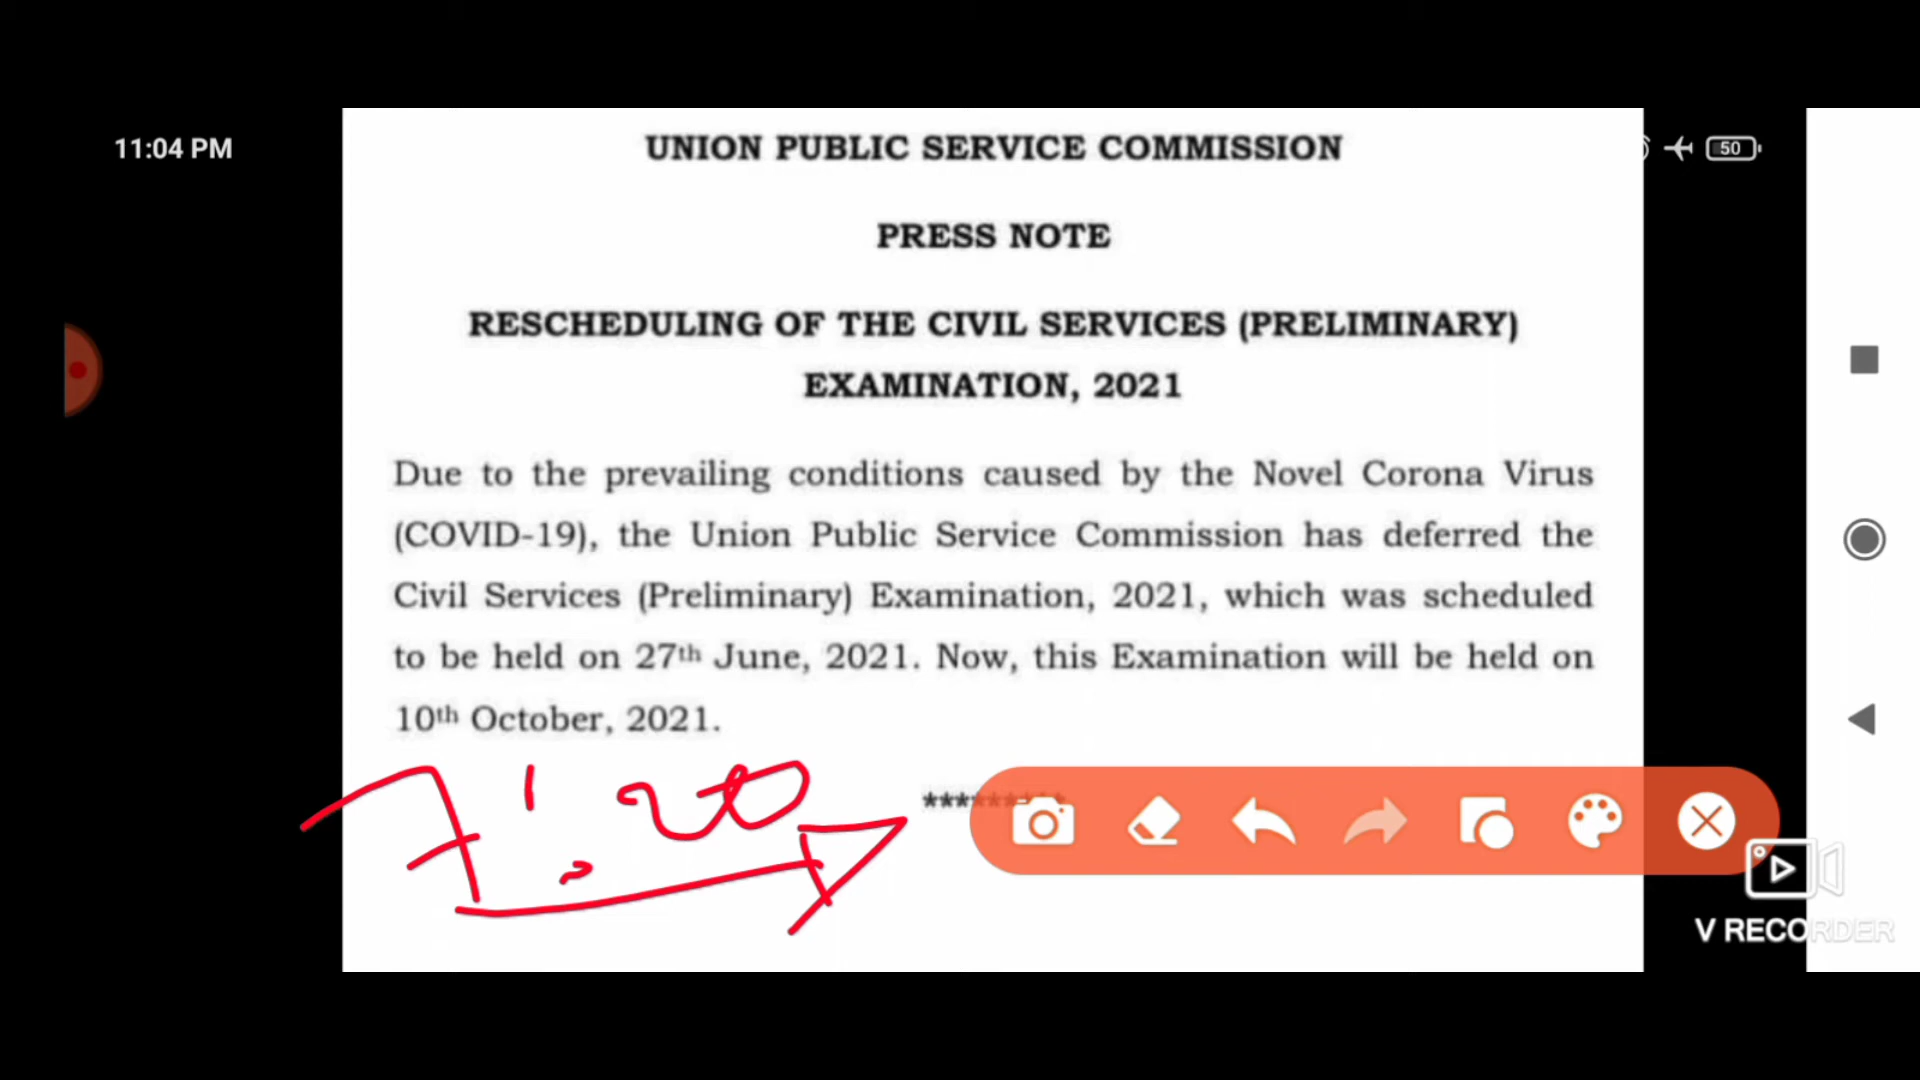 11:04 PM
50
UNION PUBLIC SERVICE COMMISSION
PRESS NOTE
RESCHEDULING OF THE CIVIL SERVICES (PRELIMINARY)
EXAMINATION, 2021
Due to the prevailing conditions caused by the Novel Corona Virus
(COVID-19), the Union Public Service Commission has deferred the
Civil Services (Preliminary) Examination, 2021, which was scheduled
to be held on 27th June, 2021. Now, this Examination will be held on
10th October, 2021.
V RECORDER